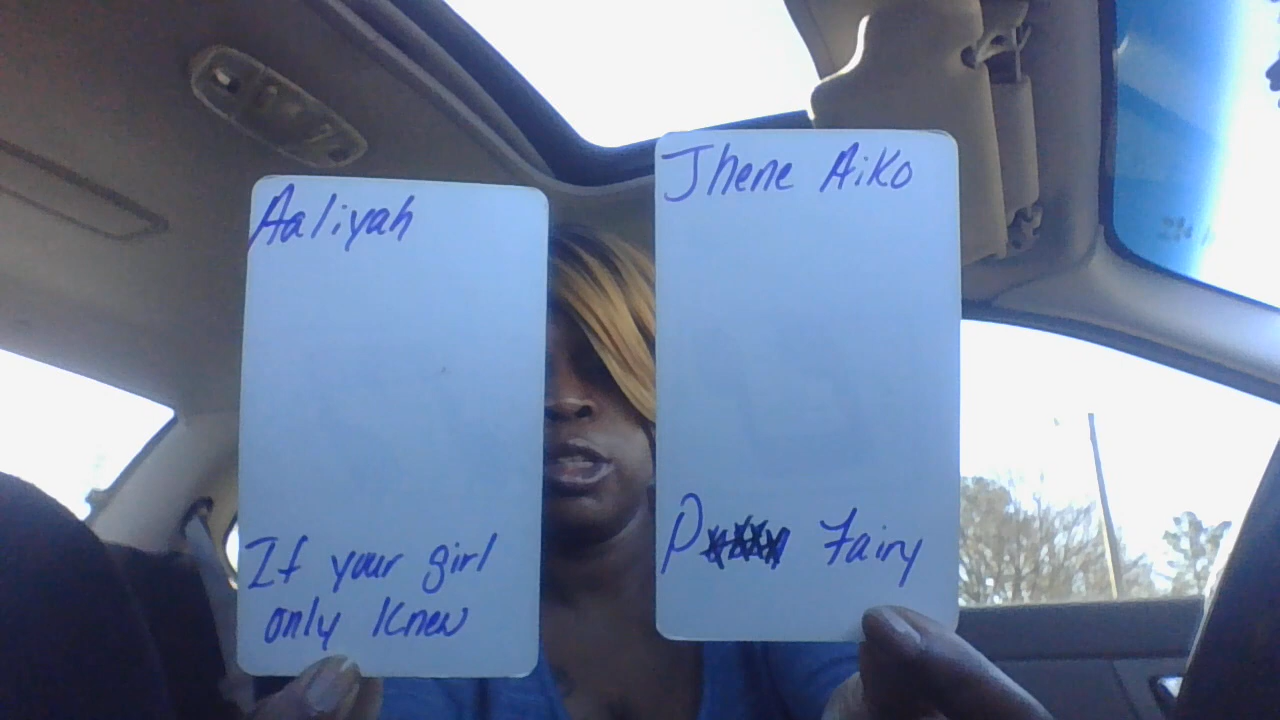 Aaliyah
If your girl
only knew
Jhene Aiko
P***** Fairy